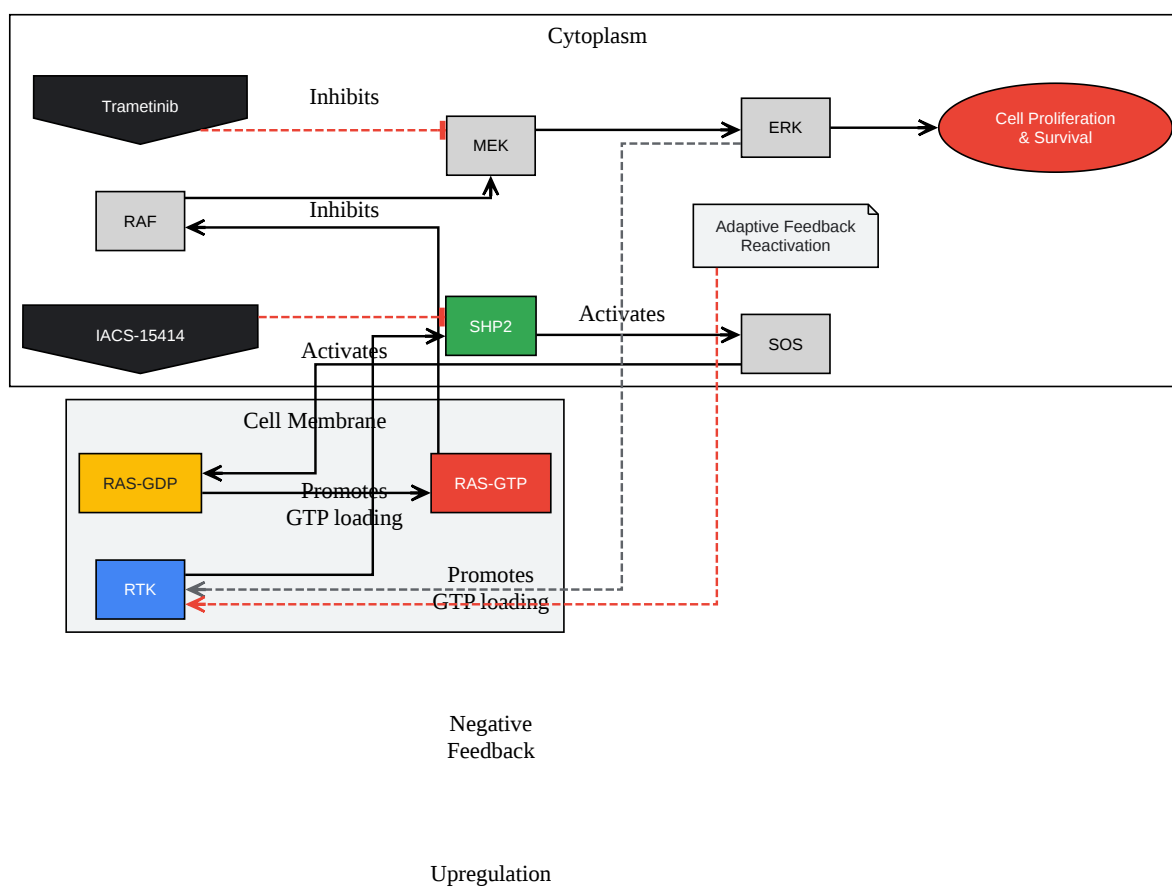 Cytoplasm
Trametinib
Inhibits
MEK
ERK
Cell Proliferation
& Survival
RAF
Inhibits
Adaptive Feedback
Reactivation
IACS-15414
SHP2
Activates
SOS
Activates
Cell Membrane
RAS-GDP
Promotes
GTP loading
RAS-GTP
RTK
Promotes
GTP loading
Negative
Feedback
Upregulation